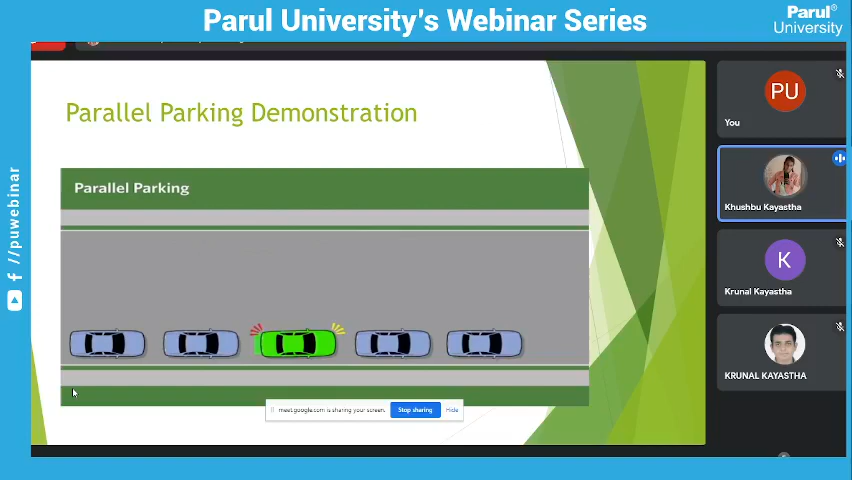 Parul University's Webinar Series
Parul®
University
Parallel Parking Demonstration
Parallel Parking
PU
You
Khushbu Kayastha
K
Krunal Kayastha
KRUNAL KAYASTHA
meet.google.com is sharing your screen.
Stop sharing
Hide
f //puwebinar